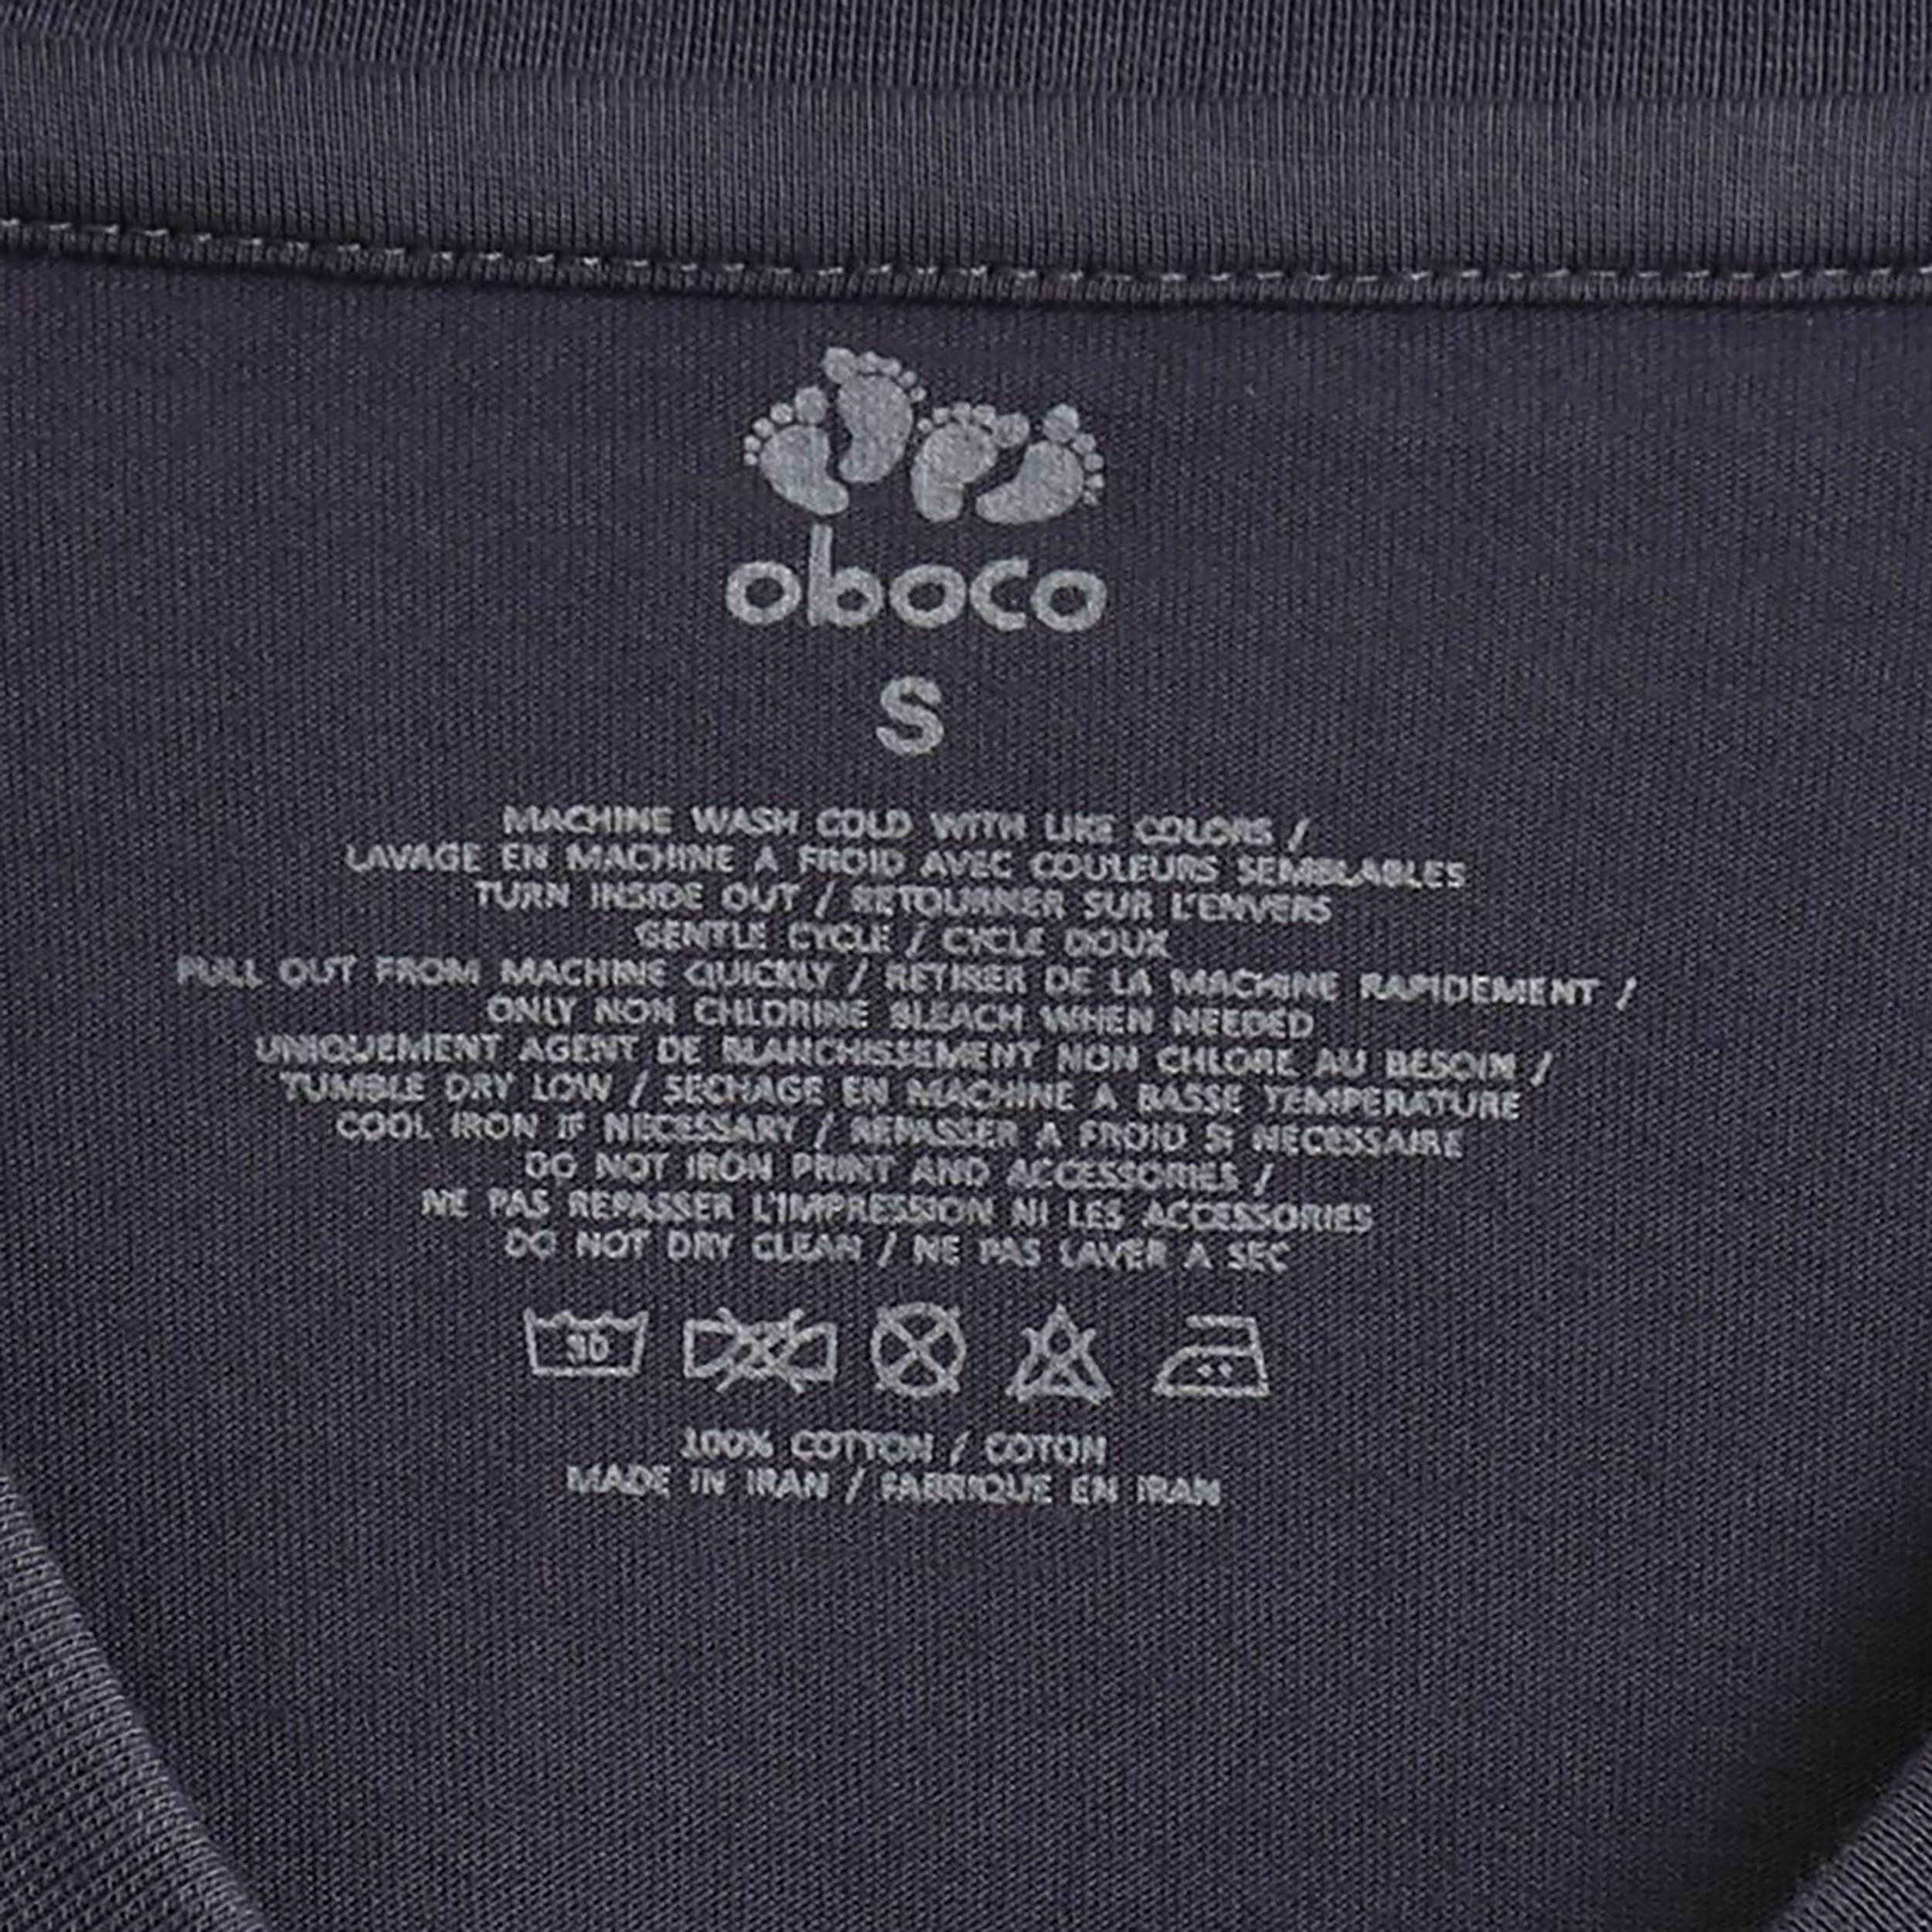 oboco
S
MACHINE WASH COLD WITH LIKE COLORS /
LAVAGE EN MACHINE A FROID AVEC COULEURS SEMBLABLES
TURN INSIDE OUT / RETOURNER SUR L'ENVERS
GENTLE CYCLE / CYCLE DOUX
PULL OUT FROM MACHINE QUICKLY / RETIRER DE LA MACHINE RAPIDEMENT /
ONLY NON CHLORINE BLEACH WHEN NEEDED
UNIQUEMENT AGENT DE BLANCHISSEMENT NON CHLORE AU BESOIN /
TUMBLE DRY LOW / SECHAGE EN MACHINE A BASSE TEMPERATURE
COOL IRON IF NECESSARY / REPASSER A FROID SI NECESSAIRE
DO NOT IRON PRINT AND ACCESSORIES /
NE PAS REPASSER L'IMPRESSION NI LES ACCESSORIES
DO NOT DRY CLEAN / NE PAS LAVER A SEC
30
100% COTTON / COTON
MADE IN IRAN / FABRIQUE EN IRAN